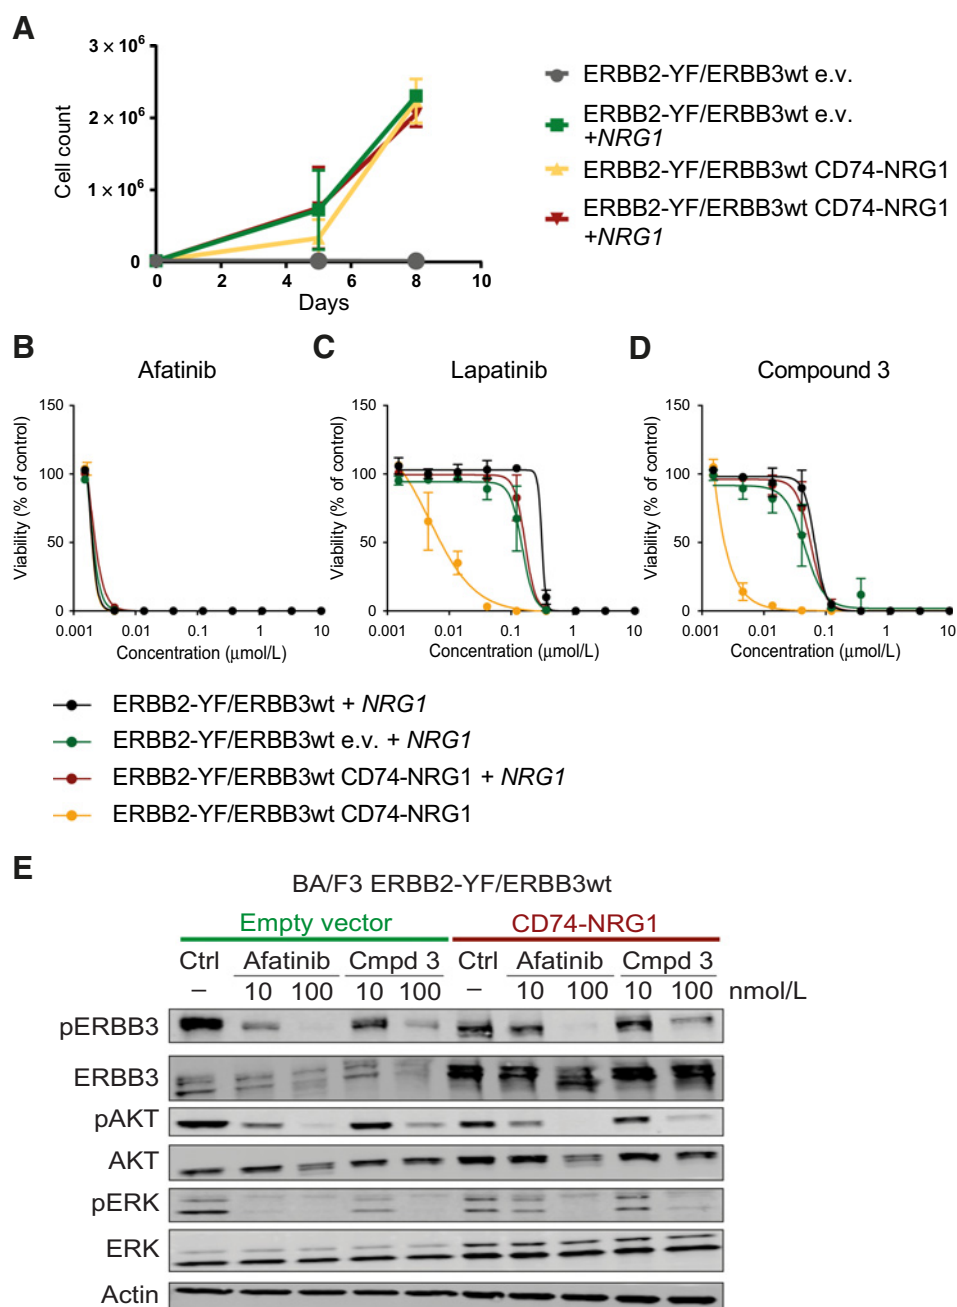 A
3 × 10⁶
2 × 10⁶
1 × 10⁶
0
Cell count
0 2 4 6 8 10
Days
ERBB2-YF/ERBB3wt e.v.
ERBB2-YF/ERBB3wt e.v.
+NRG1
ERBB2-YF/ERBB3wt CD74-NRG1
ERBB2-YF/ERBB3wt CD74-NRG1
+NRG1
B
Afatinib
Viability (% of control)
150
100
50
0
0.001 0.01 0.1 1 10
Concentration (μmol/L)
C
Lapatinib
Viability (% of control)
150
100
50
0
0.001 0.01 0.1 1 10
Concentration (μmol/L)
D
Compound 3
Viability (% of control)
150
100
50
0
0.001 0.01 0.1 1 10
Concentration (μmol/L)
ERBB2-YF/ERBB3wt + NRG1
ERBB2-YF/ERBB3wt e.v. + NRG1
ERBB2-YF/ERBB3wt CD74-NRG1 + NRG1
ERBB2-YF/ERBB3wt CD74-NRG1
E
BA/F3 ERBB2-YF/ERBB3wt
Empty vector CD74-NRG1
Ctrl Afatinib Cmpd 3 Ctrl Afatinib Cmpd 3
– 10 100 10 100 – 10 100 10 100 nmol/L
pERBB3
ERBB3
pAKT
AKT
pERK
ERK
Actin